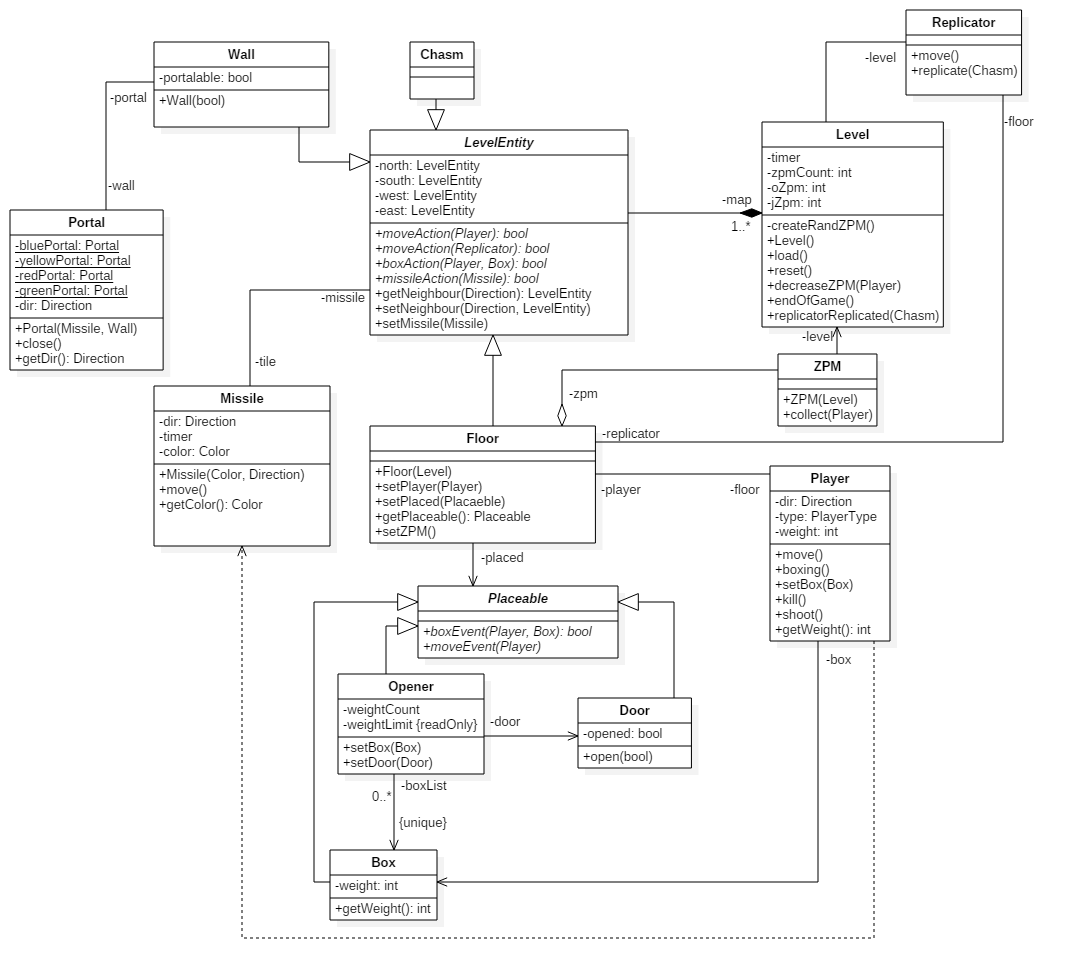 Replicator
+move()
+replicate(Chasm)
-level
-floor
Wall
-portalable: bool
+Wall(bool)
Chasm
-portal
-wall
LevelEntity
-north: LevelEntity
-south: LevelEntity
-west: LevelEntity
-east: LevelEntity
+moveAction(Player): bool
+moveAction(Replicator): bool
+boxAction(Player, Box): bool
+missileAction(Missile): bool
+getNeighbour(Direction): LevelEntity
+setNeighbour(Direction, LevelEntity)
+setMissile(Missile)
-map
1..*
Level
-timer
-zpmCount: int
-oZpm: int
-jZpm: int
-createRandZPM()
+Level()
+load()
+reset()
+decreaseZPM(Player)
+endOfGame()
+replicatorReplicated(Chasm)
Portal
-bluePortal: Portal
-yellowPortal: Portal
-redPortal: Portal
-greenPortal: Portal
-dir: Direction
+Portal(Missile, Wall)
+close()
+getDir(): Direction
-missile
-tile
-level
ZPM
+ZPM(Level)
+collect(Player)
-zpm
Missile
-dir: Direction
-timer
-color: Color
+Missile(Color, Direction)
+move()
+getColor(): Color
Floor
+Floor(Level)
+setPlayer(Player)
+setPlaced(Placaeble)
+getPlaceable(): Placeable
+setZPM()
-replicator
-player
-floor
Player
-dir: Direction
-type: PlayerType
-weight: int
+move()
+boxing()
+setBox(Box)
+kill()
+shoot()
+getWeight(): int
-placed
Placeable
+boxEvent(Player, Box): bool
+moveEvent(Player)
-box
Opener
-weightCount
-weightLimit {readOnly}
+setBox(Box)
+setDoor(Door)
-door
Door
-opened: bool
+open(bool)
-boxList
0..*
{unique}
Box
-weight: int
+getWeight(): int